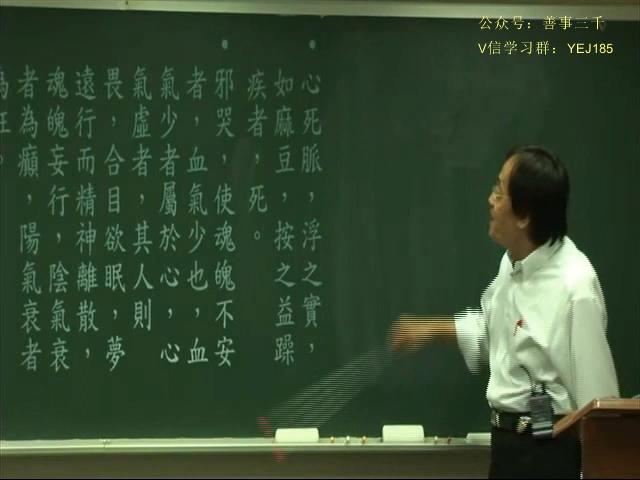 公众号：善事三千
V信学习群：YEJ185
•心死脈，浮之實，
如麻豆，按之益躁
疾者，死。
•邪哭，使魂魄不安
者，血氣少也，血
氣少者屬於心，心
氣虛者，其人則
畏，合目欲眠，夢
遠行而精神離散，
魂魄妄行，陰氣衰
者為癲，陽氣衰者
為狂。